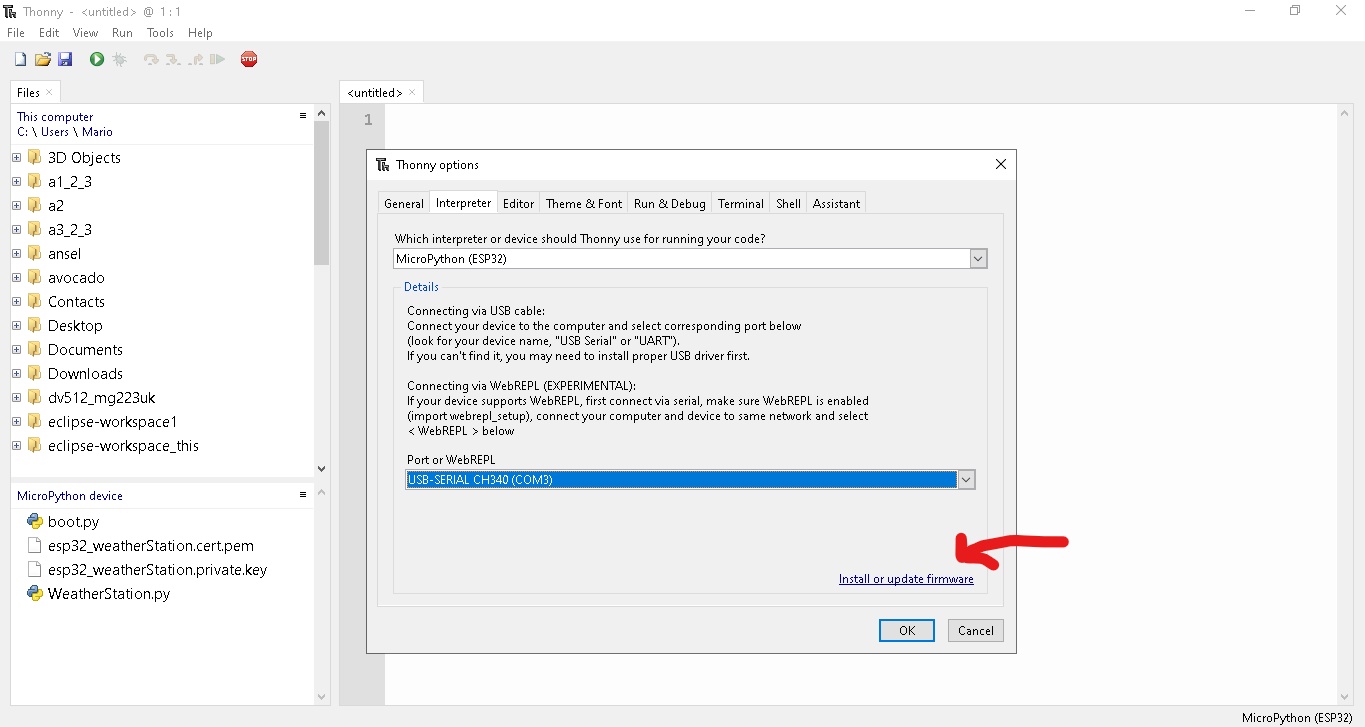 Thonny - <untitled> @ 1 : 1
File Edit View Run Tools Help
STOP
Files
This computer
C: \ Users \ Mario
3D Objects
a1_2_3
a2
a3_2_3
ansel
avocado
Contacts
Desktop
Documents
Downloads
dv512_mg223uk
eclipse-workspace1
eclipse-workspace_this
MicroPython device
boot.py
esp32_weatherStation.cert.pem
esp32_weatherStation.private.key
WeatherStation.py
<untitled>
1
Thonny options
General Interpreter Editor Theme & Font Run & Debug Terminal Shell Assistant
Which interpreter or device should Thonny use for running your code?
MicroPython (ESP32)
Details
Connecting via USB cable:
Connect your device to the computer and select corresponding port below
(look for your device name, "USB Serial" or "UART").
If you can't find it, you may need to install proper USB driver first.
Connecting via WebREPL (EXPERIMENTAL):
If your device supports WebREPL, first connect via serial, make sure WebREPL is enabled
(import webrepl_setup), connect your computer and device to same network and select
< WebREPL > below
Port or WebREPL
USB-SERIAL CH340 (COM3)
Install or update firmware
OK Cancel
MicroPython (ESP32)